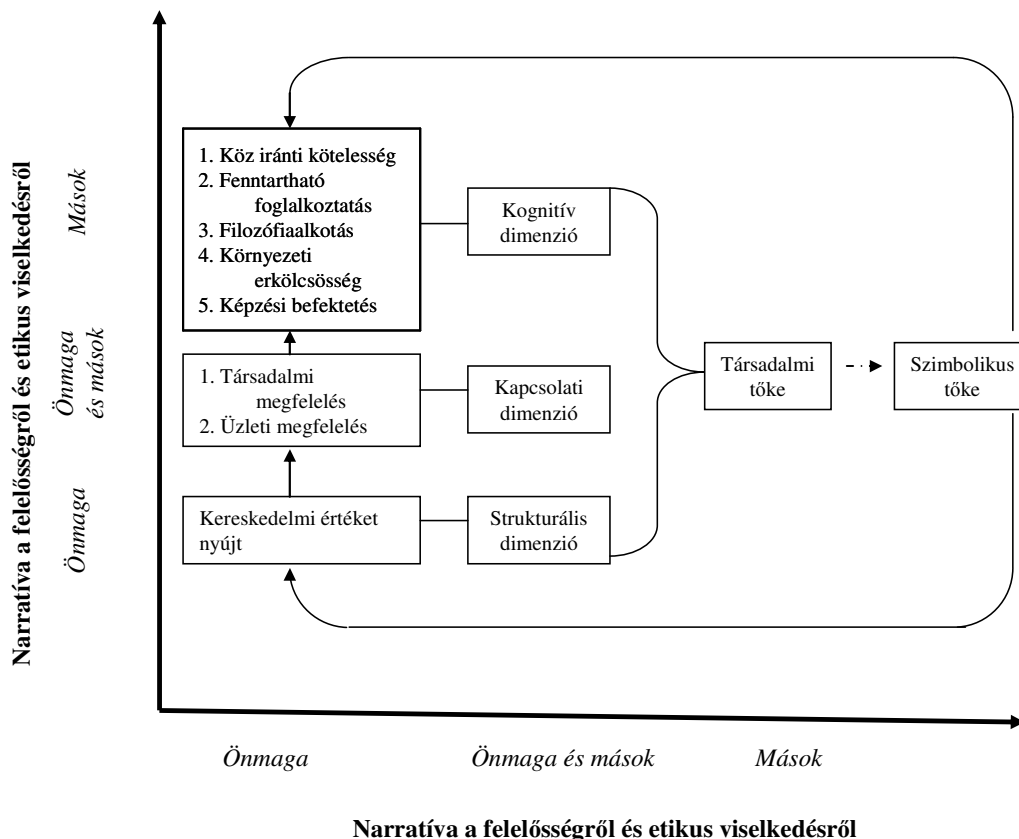 Narratíva a felelősségről és etikus viselkedésről
Mások
Önmaga
és mások
Önmaga
1. Köz iránti kötelesség
2. Fenntartható
foglalkoztatás
3. Filozófiaalkotás
4. Környezeti
erkölcsösség
5. Képzési befektetés
Kognitív
dimenzió
1. Társadalmi
megfelelés
2. Üzleti megfelelés
Kapcsolati
dimenzió
Társadalmi
tőke
Szimbolikus
tőke
Kereskedelmi értéket
nyújt
Strukturális
dimenzió
Önmaga
Önmaga és mások
Mások
Narratíva a felelősségről és etikus viselkedésről